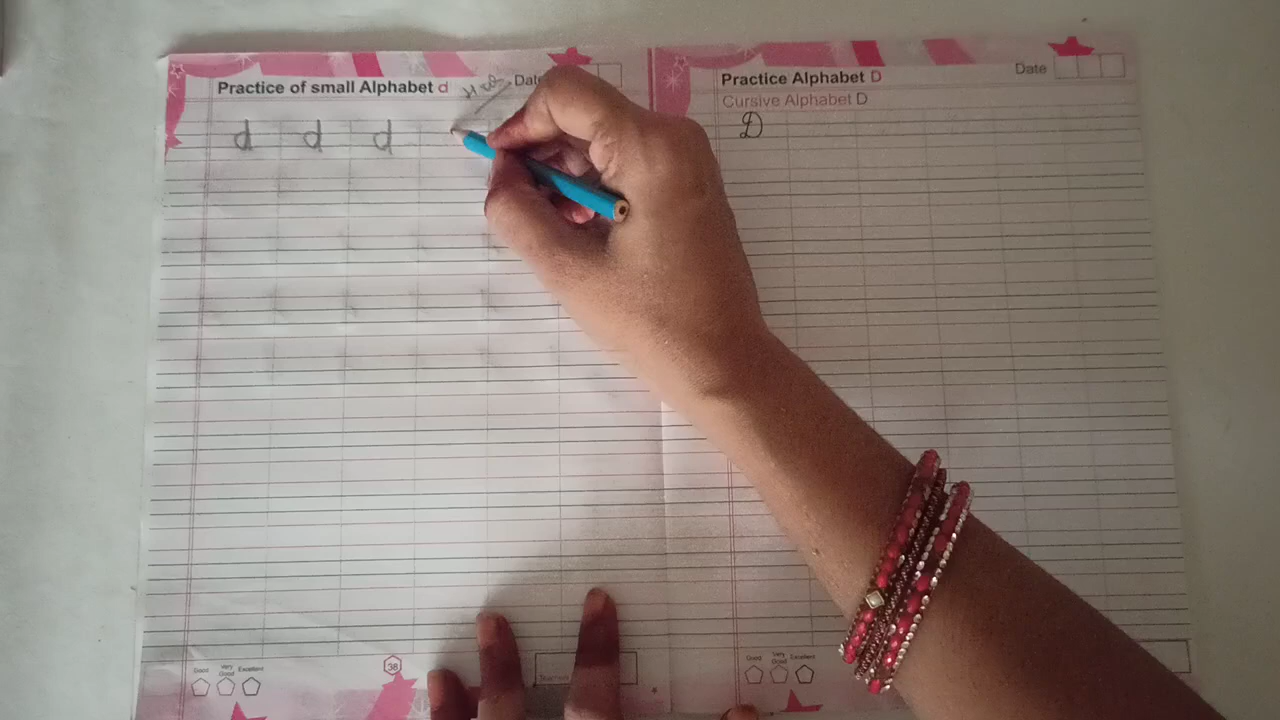 Practice of small Alphabet d
Date
d d d
Good Very Good Excellent
38
Practice Alphabet D
Date
Cursive Alphabet D
D
Good Very Good Excellent